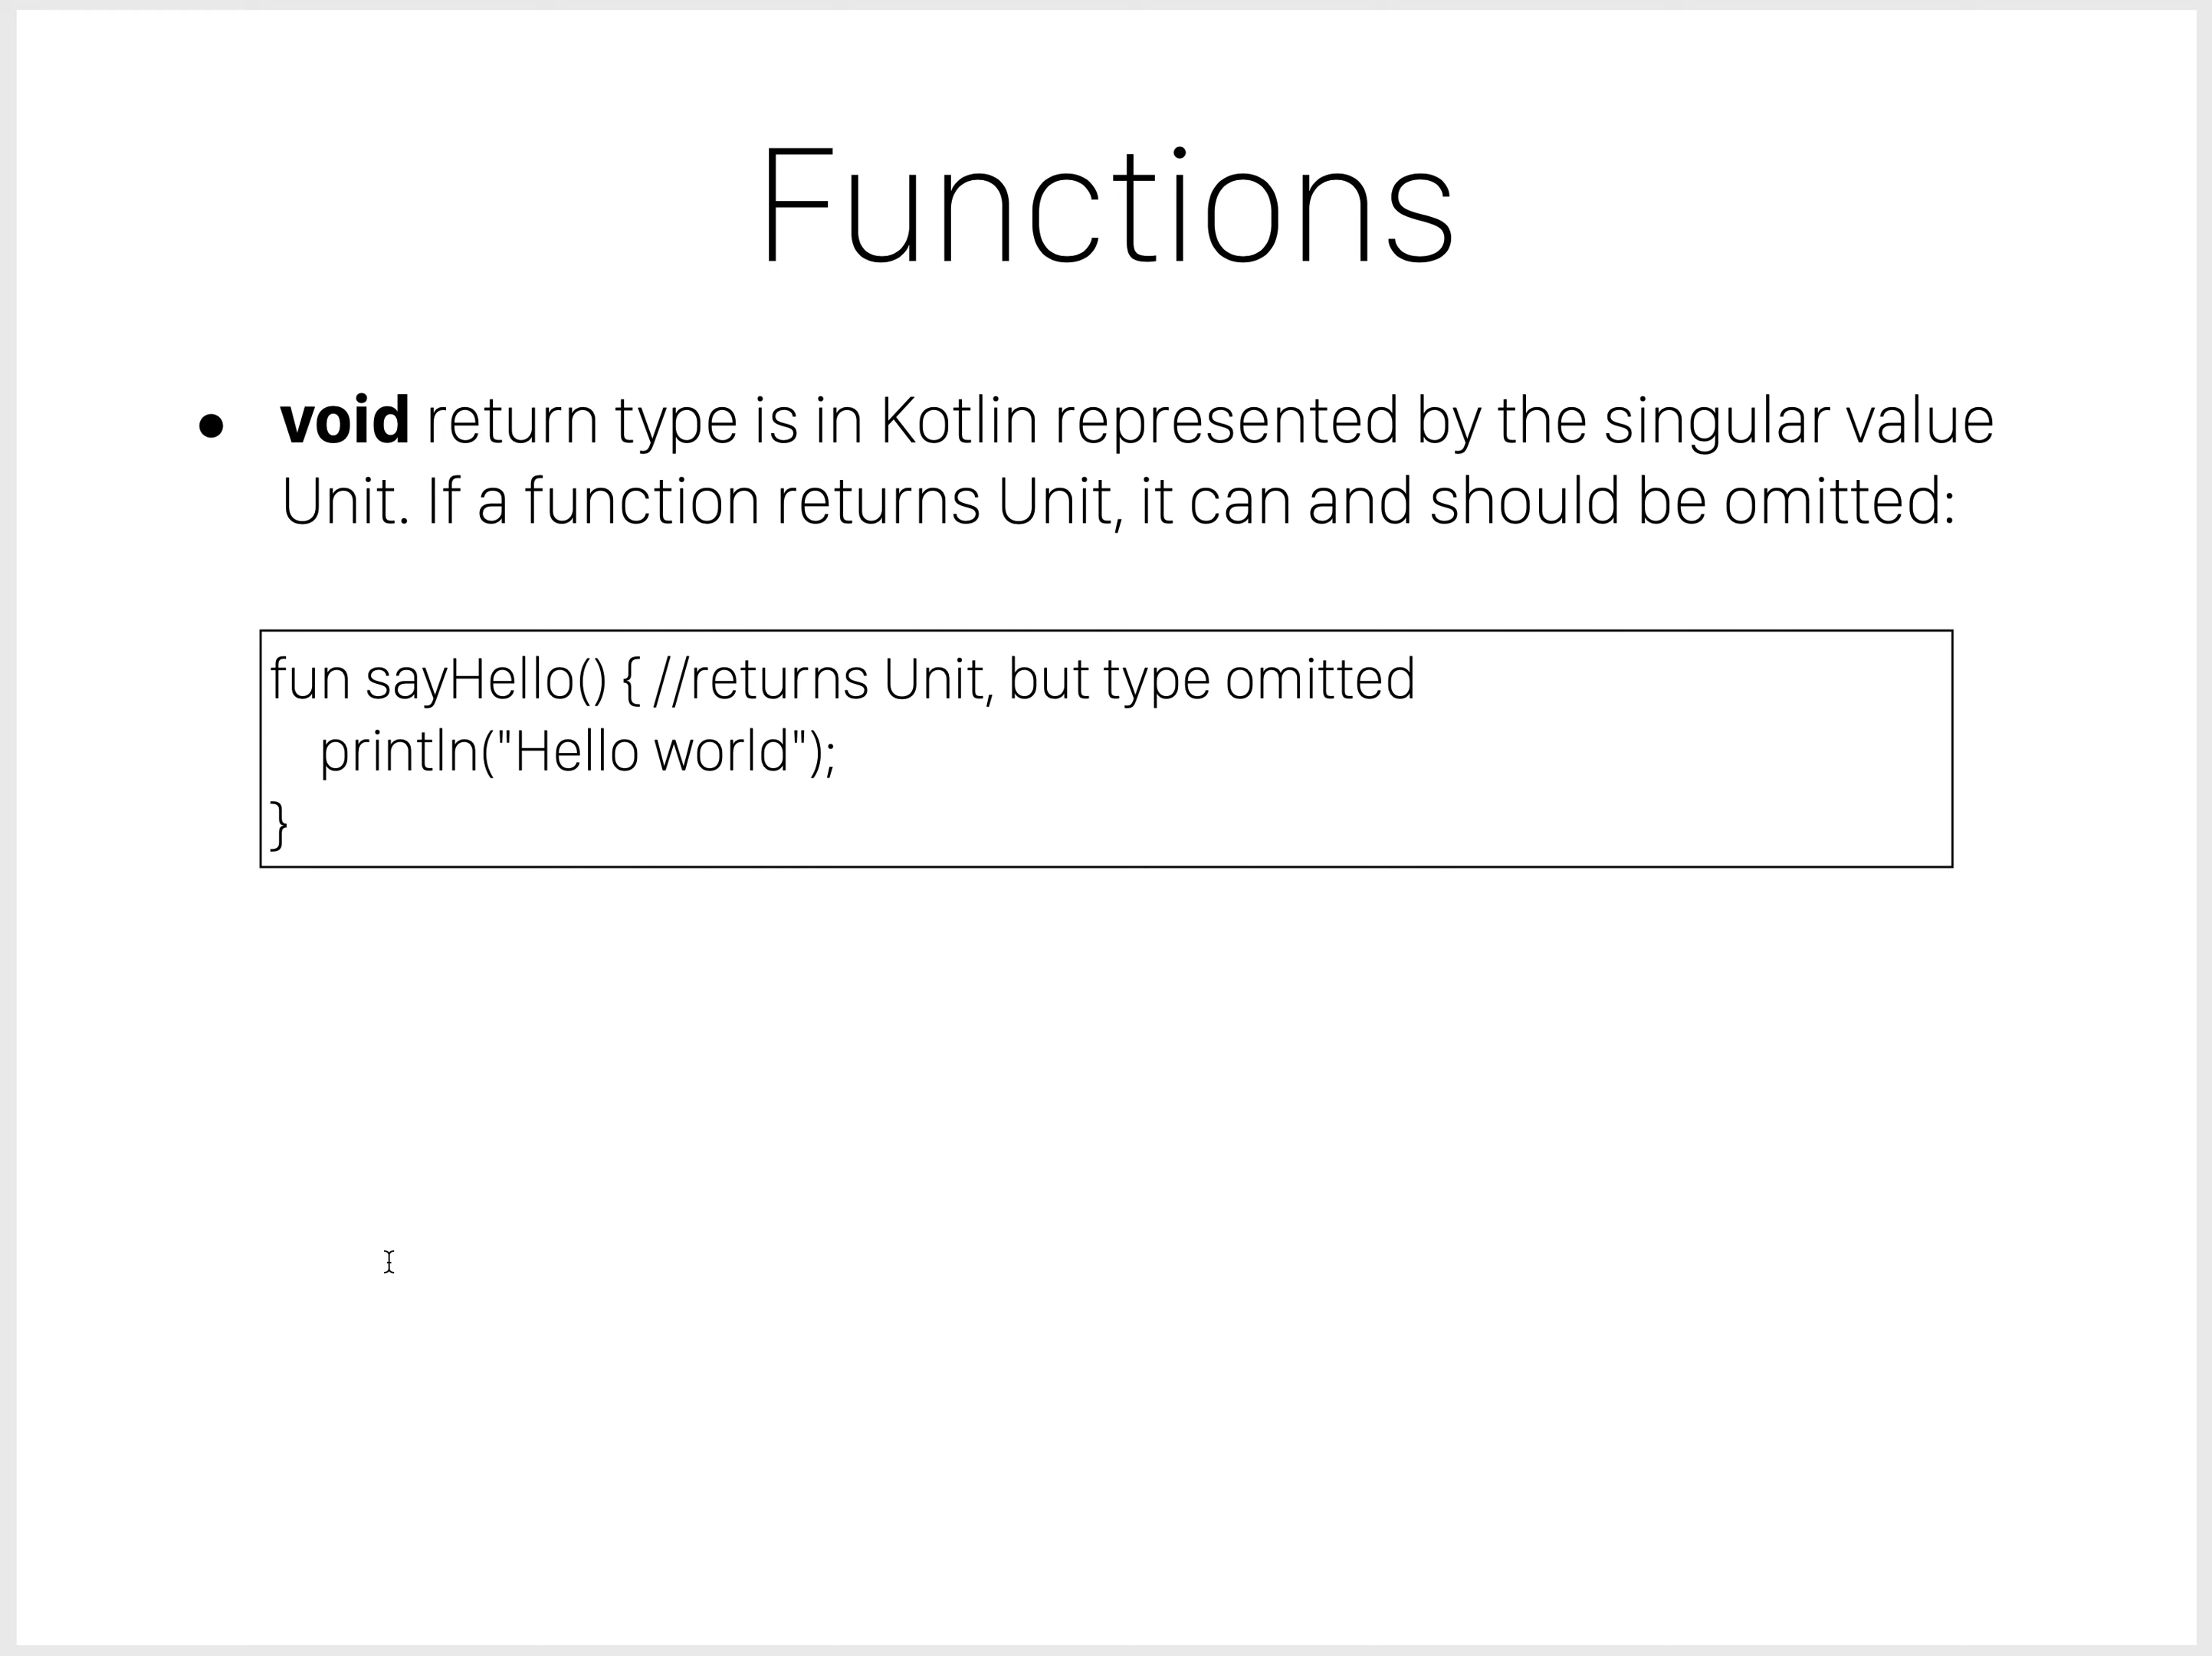 Functions
• void return type is in Kotlin represented by the singular value
Unit. If a function returns Unit, it can and should be omitted:
fun sayHello() { //returns Unit, but type omitted
    println("Hello world");
}